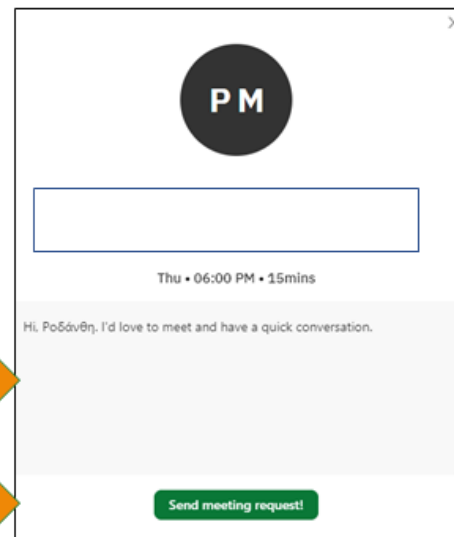 PM
Thu • 06:00 PM • 15mins
Hi, Ροδάνθη. I'd love to meet and have a quick conversation.
Send meeting request!